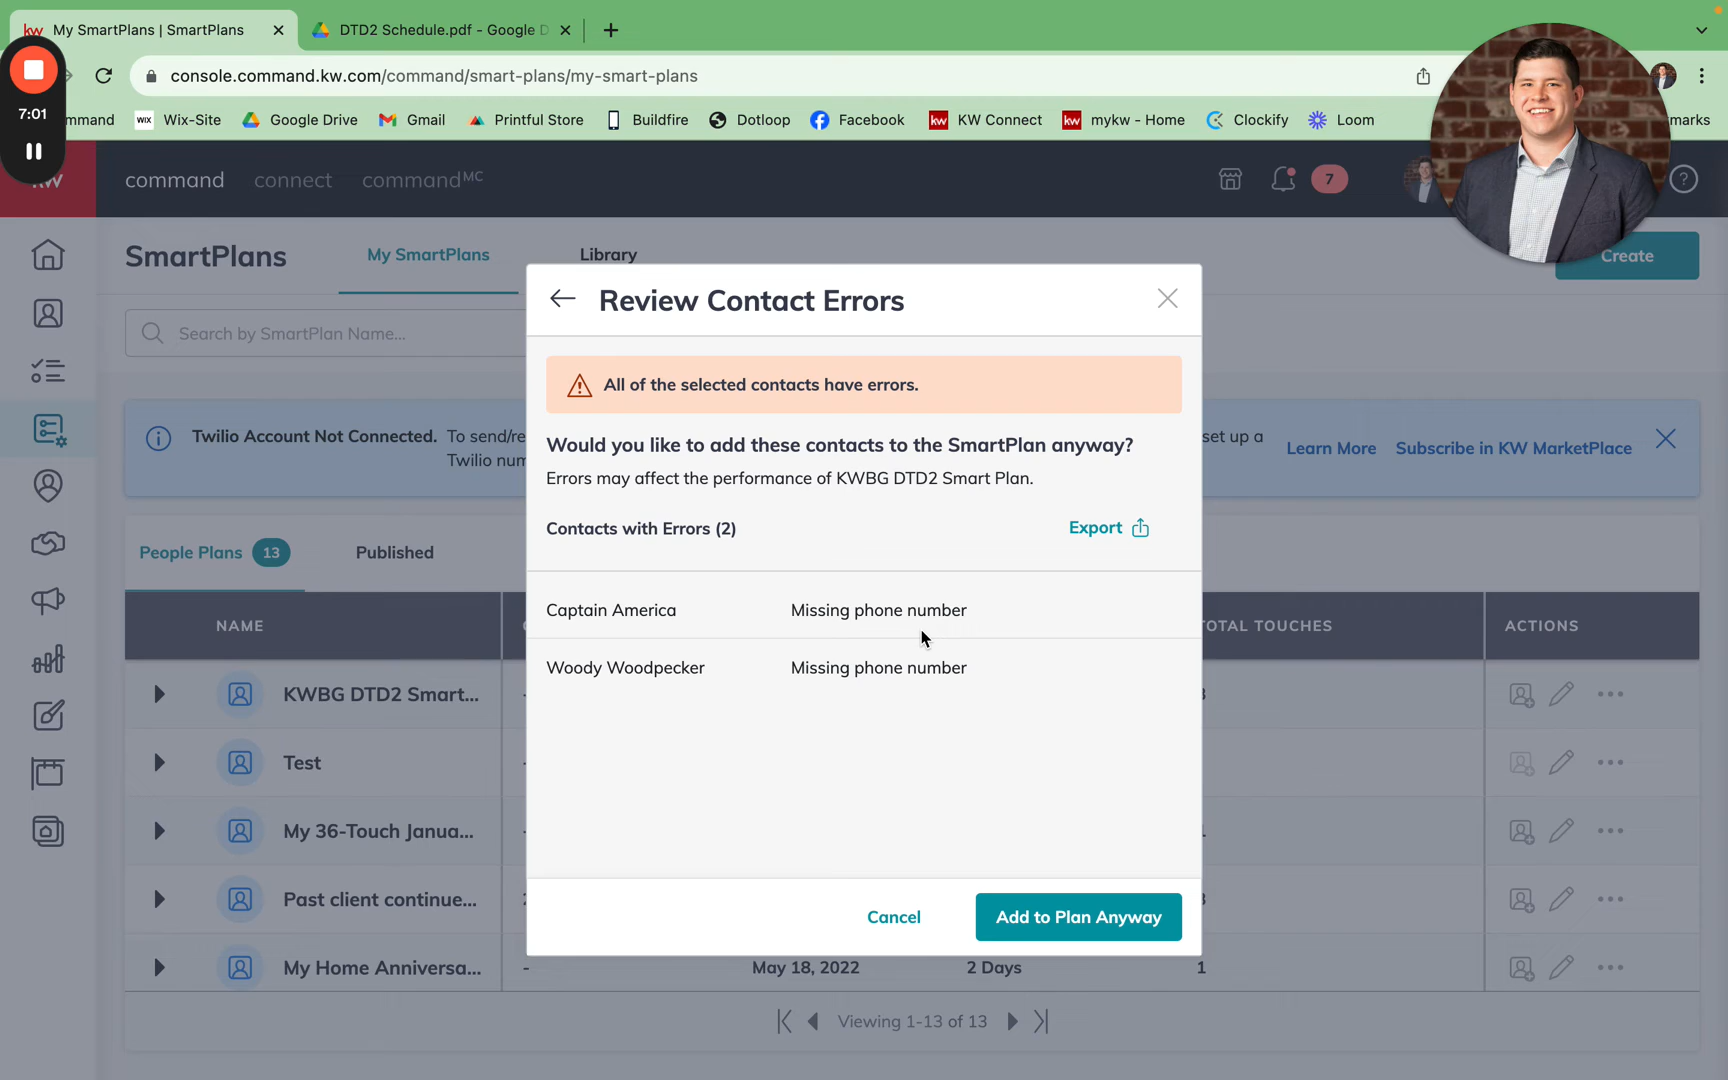 My SmartPlans | SmartPlans
DTD2 Schedule.pdf - Google D
console.command.kw.com/command/smart-plans/my-smart-plans
7:01
mmand
WIX Wix-Site
Google Drive
Gmail
Printful Store
Buildfire
Dotloop
Facebook
kw KW Connect
kw mykw - Home
Clockify
Loom
marks
command
connect
commandMC
7
SmartPlans
My SmartPlans
Library
Create
Search by SmartPlan Name...
Review Contact Errors
All of the selected contacts have errors.
Twilio Account Not Connected. To send/re
Twilio num
set up a
Learn More
Subscribe in KW MarketPlace
Would you like to add these contacts to the SmartPlan anyway?
Errors may affect the performance of KWBG DTD2 Smart Plan.
Contacts with Errors (2)
Export
People Plans 13
Published
Captain America
Missing phone number
Woody Woodpecker
Missing phone number
NAME
OTAL TOUCHES
ACTIONS
KWBG DTD2 Smart...
Test
My 36-Touch Janua...
Past client continue...
Cancel
Add to Plan Anyway
My Home Anniversa...
-
May 18, 2022
2 Days
1
Viewing 1-13 of 13